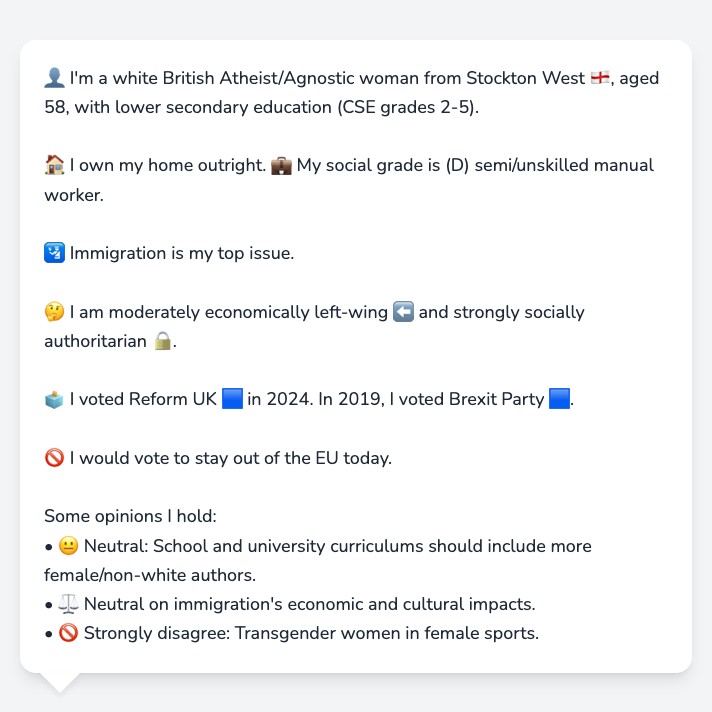 👤 I'm a white British Atheist/Agnostic woman from Stockton West 🏴󠁧󠁢󠁥󠁮󠁧󠁿, aged
58, with lower secondary education (CSE grades 2-5).
🏠 I own my home outright. 💼 My social grade is (D) semi/unskilled manual
worker.
🛂 Immigration is my top issue.
🤔 I am moderately economically left-wing ⬅️ and strongly socially
authoritarian 🔒.
🗳️ I voted Reform UK 🟦 in 2024. In 2019, I voted Brexit Party 🟦.
🚫 I would vote to stay out of the EU today.
Some opinions I hold:
• 😐 Neutral: School and university curriculums should include more
female/non-white authors.
• ⚖️ Neutral on immigration's economic and cultural impacts.
• 🚫 Strongly disagree: Transgender women in female sports.